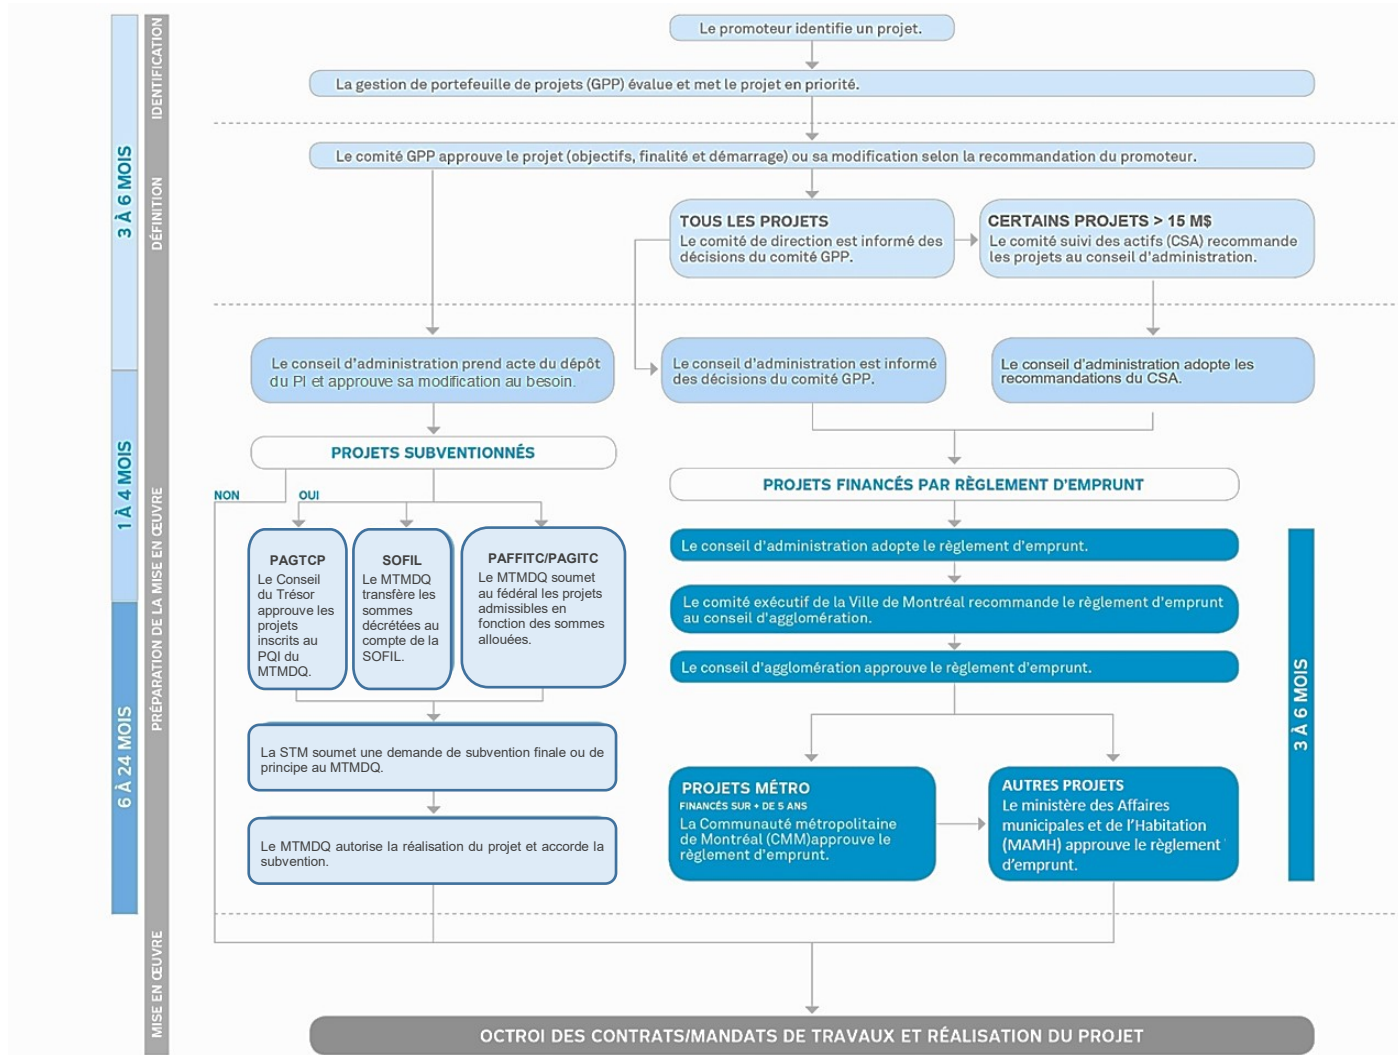 Le promoteur identifie un projet.
La gestion de portefeuille de projets (GPP) évalue et met le projet en priorité.
Le comité GPP approuve le projet (objectifs, finalité et démarrage) ou sa modification selon la recommandation du promoteur.
TOUS LES PROJETS
Le comité de direction est informé des
décisions du comité GPP.
CERTAINS PROJETS > 15 M$
Le comité suivi des actifs (CSA) recommande
les projets au conseil d'administration.
Le conseil d'administration prend acte du dépôt
du PI et approuve sa modification au besoin.
Le conseil d'administration est informé
des décisions du comité GPP.
Le conseil d'administration adopte les
recommandations du CSA.
PROJETS SUBVENTIONNÉS
NON
OUI
PAGTCP
Le Conseil
du Trésor
approuve les
projets
inscrits au
PQI du
MTMDQ.
SOFIL
Le MTMDQ
transfère les
sommes
décrétées au
compte de la
SOFIL.
PAFFITC/PAGITC
Le MTMDQ soumet
au fédéral les projets
admissibles en
fonction des sommes
allouées.
La STM soumet une demande de subvention finale ou de
principe au MTMDQ.
Le MTMDQ autorise la réalisation du projet et accorde la
subvention.
PROJETS FINANCÉS PAR RÈGLEMENT D'EMPRUNT
Le conseil d'administration adopte le règlement d'emprunt.
Le comité exécutif de la Ville de Montréal recommande le règlement d'emprunt
au conseil d'agglomération.
Le conseil d'agglomération approuve le règlement d'emprunt.
PROJETS MÉTRO
FINANCÉS SUR + DE 5 ANS
La Communauté métropolitaine
de Montréal (CMM)approuve le
règlement d'emprunt.
AUTRES PROJETS
Le ministère des Affaires
municipales et de l'Habitation
(MAMH) approuve le règlement
d'emprunt.
OCTROI DES CONTRATS/MANDATS DE TRAVAUX ET RÉALISATION DU PROJET
3 À 6 MOIS
1 À 4 MOIS
6 À 24 MOIS
IDENTIFICATION
DÉFINITION
PRÉPARATION DE LA MISE EN ŒUVRE
MISE EN ŒUVRE
3 À 6 MOIS